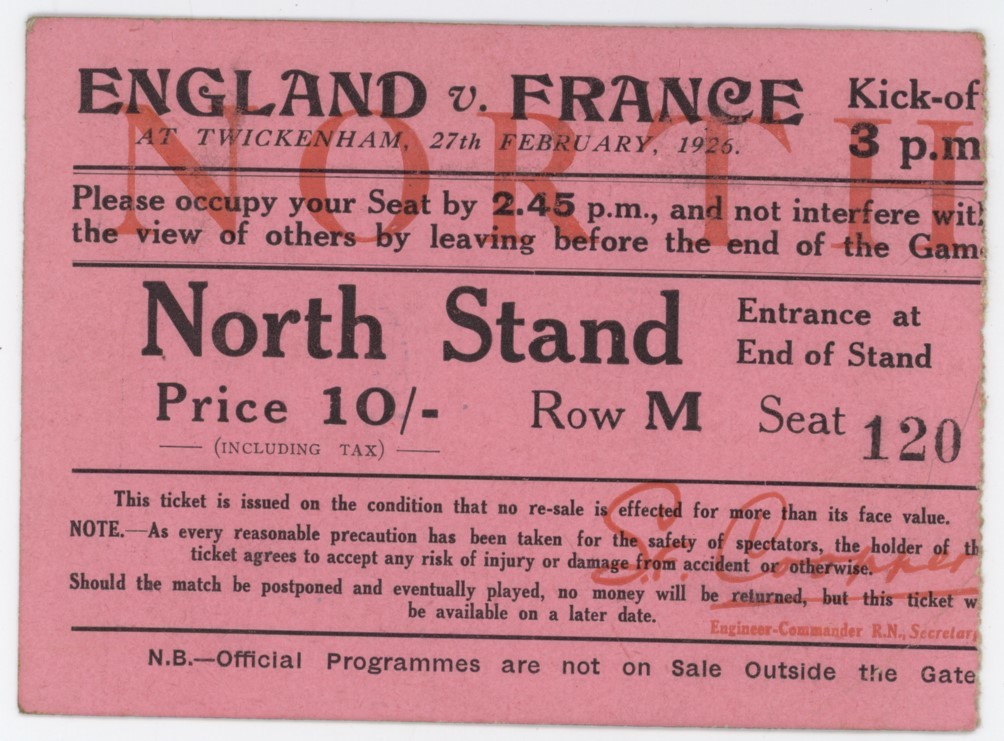 ENGLAND v. FRANCE
AT TWICKENHAM, 27th FEBRUARY, 1926.
Kick-of
3 p.m
NORTH
Please occupy your Seat by 2.45 p.m., and not interfere with
the view of others by leaving before the end of the Game
North Stand
Entrance at
End of Stand
Price 10/-
(INCLUDING TAX)
Row M
Seat 120
This ticket is issued on the condition that no re-sale is effected for more than its face value.
NOTE.—As every reasonable precaution has been taken for the safety of spectators, the holder of th
ticket agrees to accept any risk of injury or damage from accident or otherwise.
Should the match be postponed and eventually played, no money will be returned, but this ticket w
be available on a later date.
Coopper
Engineer-Commander R.N., Secretary
N.B.—Official Programmes are not on Sale Outside the Gate